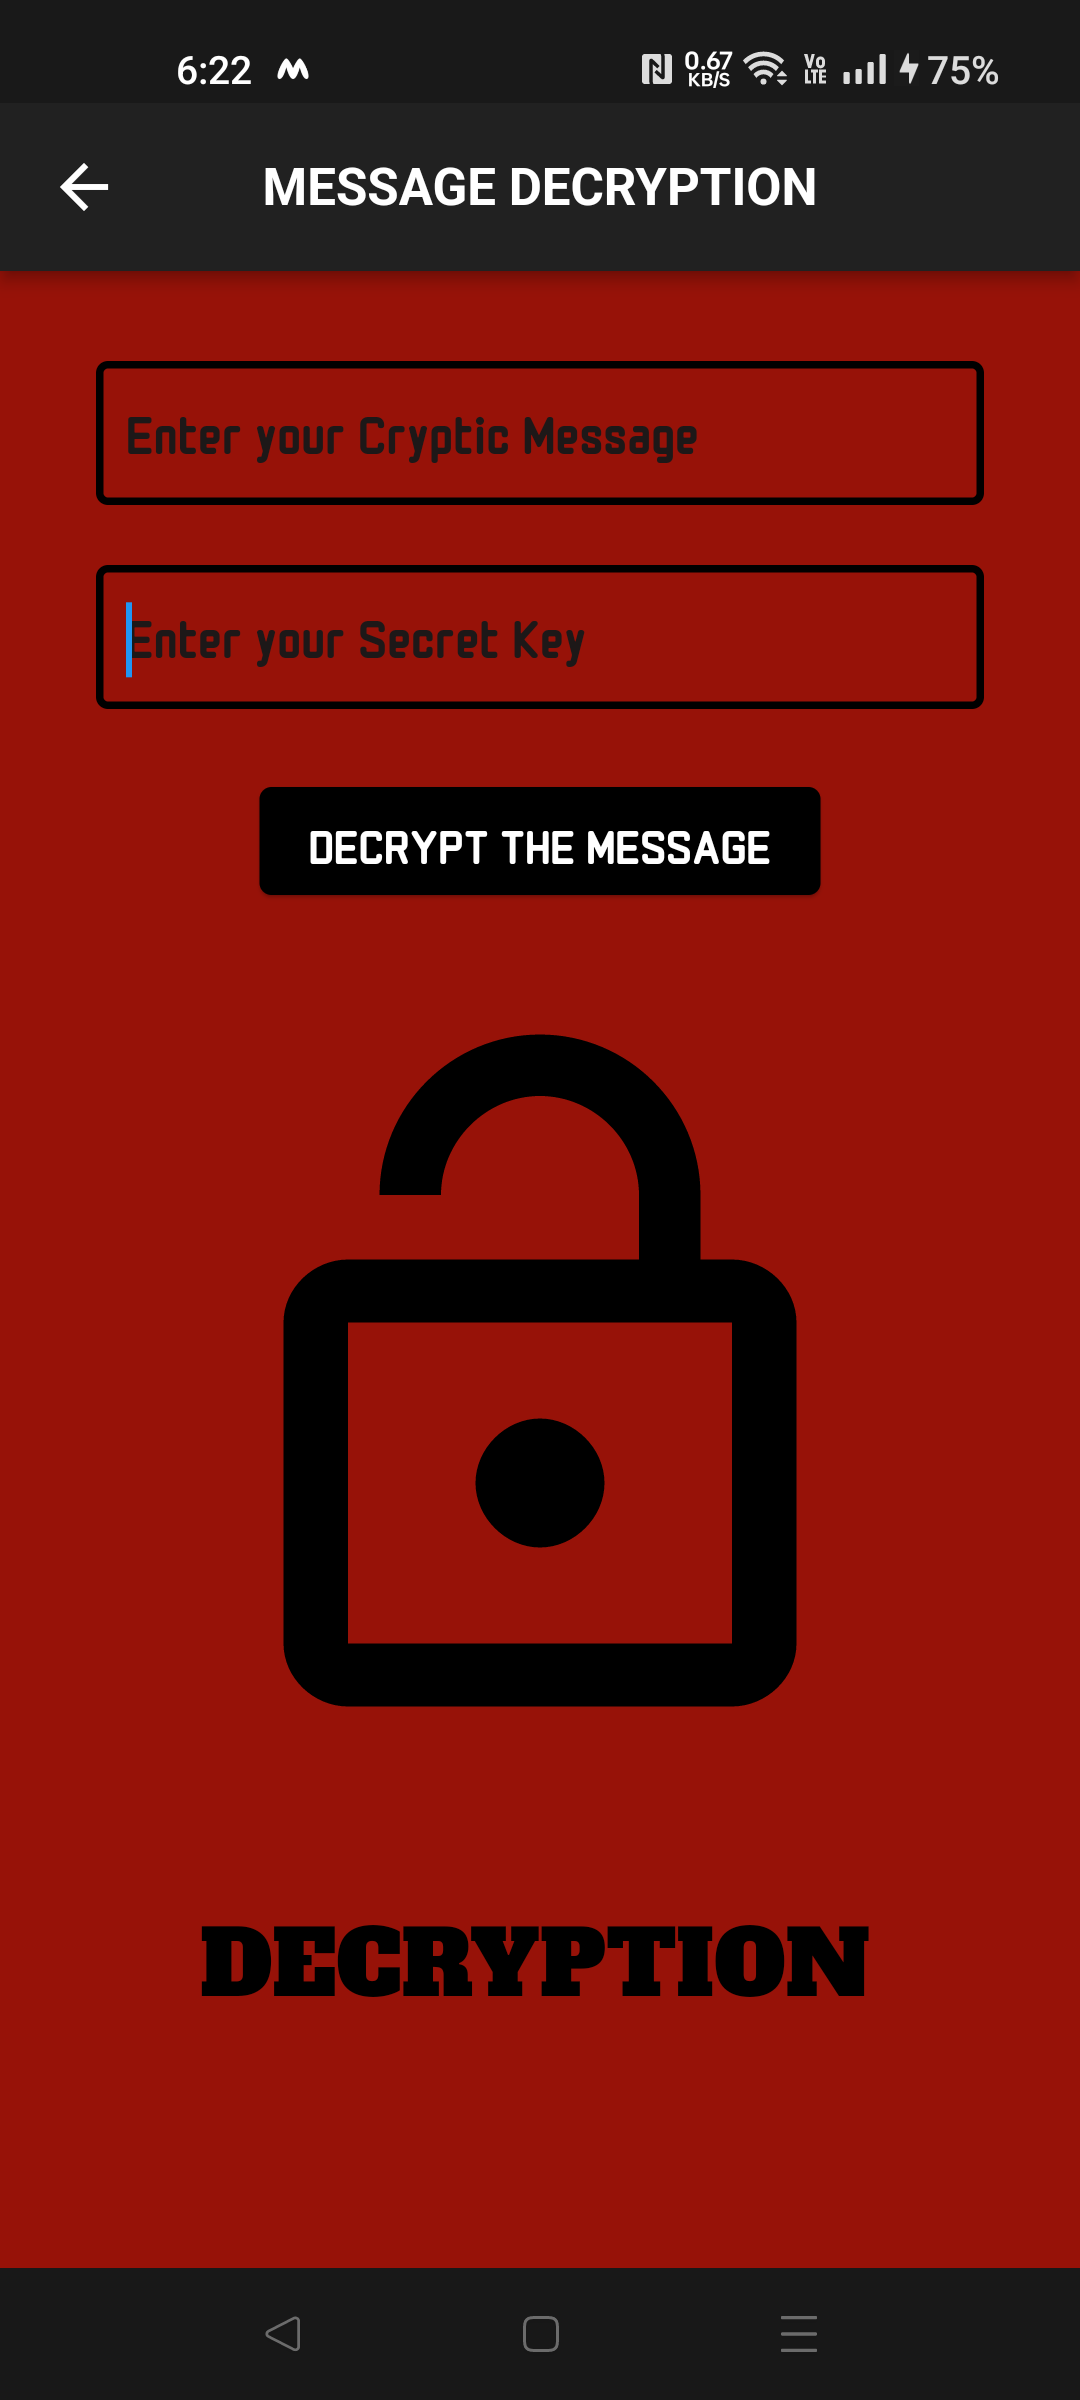 6:22 0.67 KB/S Vo LTE 75%
MESSAGE DECRYPTION
Enter your Cryptic Message
Enter your Secret Key
DECRYPT THE MESSAGE
DECRYPTION